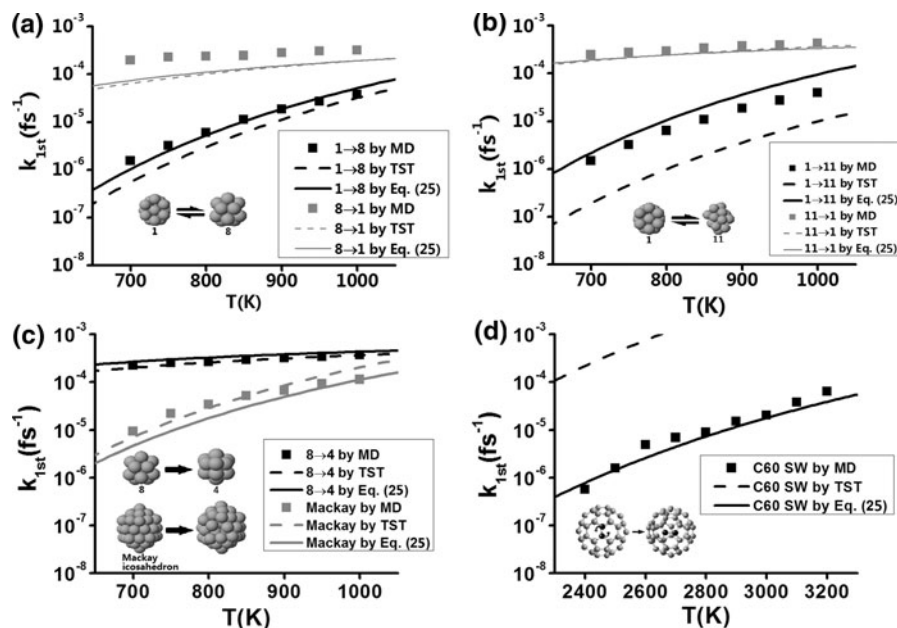 (a)
k1st(fs-1)
10-3
10-4
10-5
10-6
10-7
10-8
1→8 by MD
1→8 by TST
1→8 by Eq. (25)
8→1 by MD
8→1 by TST
8→1 by Eq. (25)
1
8
700
800
900
1000
T(K)
(b)
k1st(fs-1)
10-3
10-4
10-5
10-6
10-7
10-8
1→11 by MD
1→11 by TST
1→11 by Eq. (25)
11→1 by MD
11→1 by TST
11→1 by Eq. (25)
1
11
700
800
900
1000
T(K)
(c)
k1st(fs-1)
10-3
10-4
10-5
10-6
10-7
10-8
8→4 by MD
8→4 by TST
8→4 by Eq. (25)
Mackay by MD
Mackay by TST
Mackay by Eq. (25)
8
4
Mackay
icosahedron
700
800
900
1000
T(K)
(d)
k1st(fs-1)
10-3
10-4
10-5
10-6
10-7
10-8
C60 SW by MD
C60 SW by TST
C60 SW by Eq. (25)
2400
2600
2800
3000
3200
T(K)